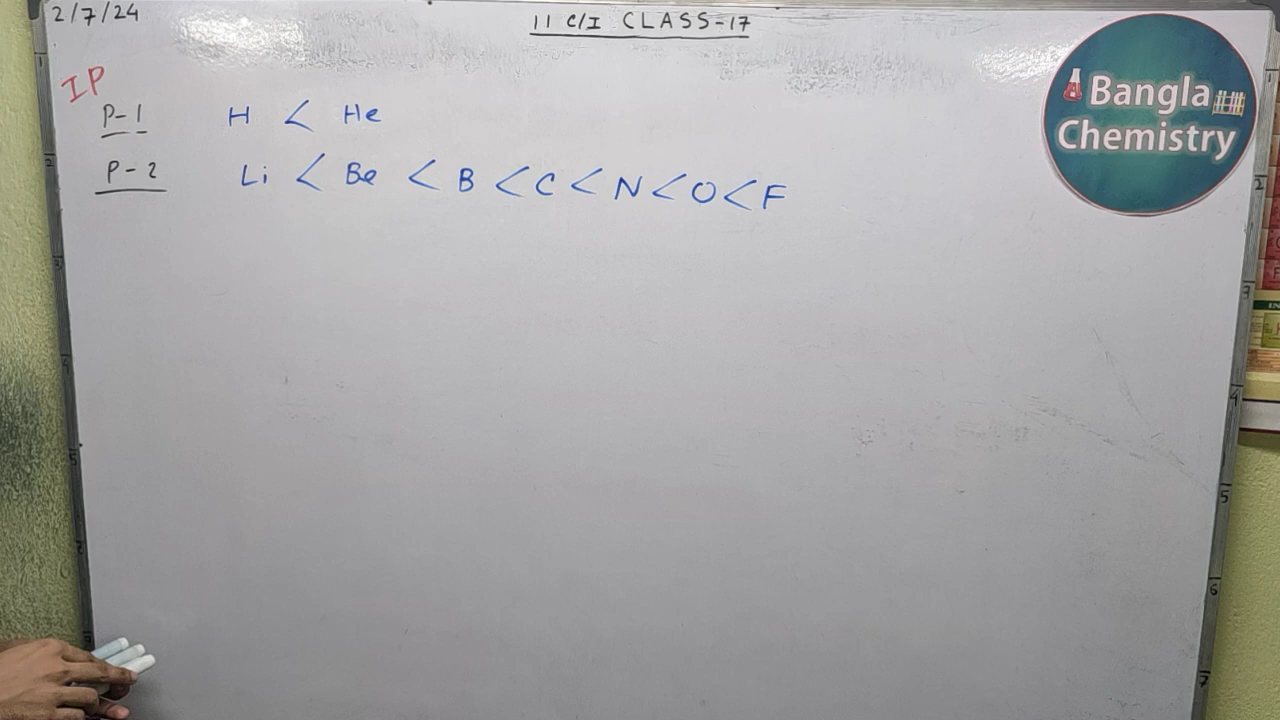 2/7/24
11 C/I CLASS-17
IP
P-1 H < He
P-2 Li < Be < B < C < N < O < F
Bangla
Chemistry